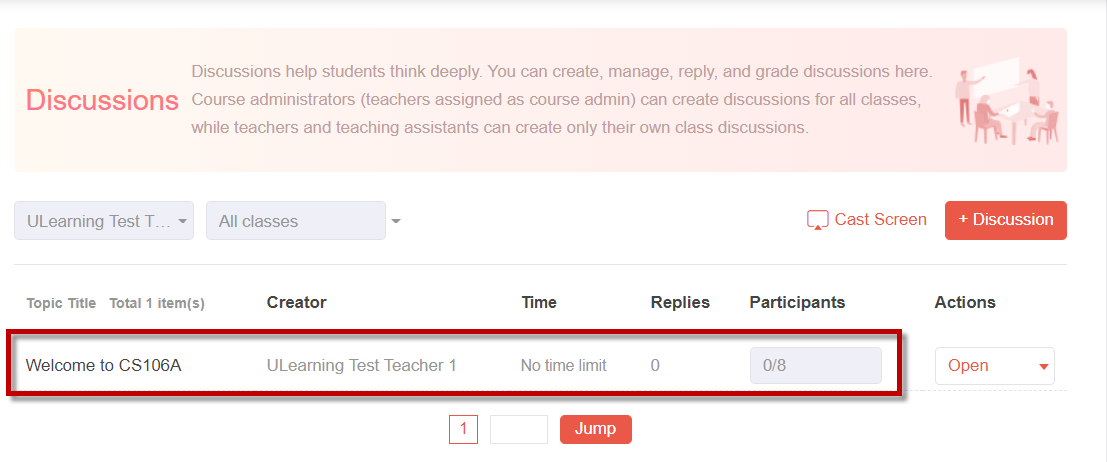 Discussions
Discussions help students think deeply. You can create, manage, reply, and grade discussions here.
Course administrators (teachers assigned as course admin) can create discussions for all classes,
while teachers and teaching assistants can create only their own class discussions.
ULearning Test T… All classes Cast Screen + Discussion
Topic Title Total 1 item(s) Creator Time Replies Participants Actions
Welcome to CS106A ULearning Test Teacher 1 No time limit 0 0/8 Open
1 Jump